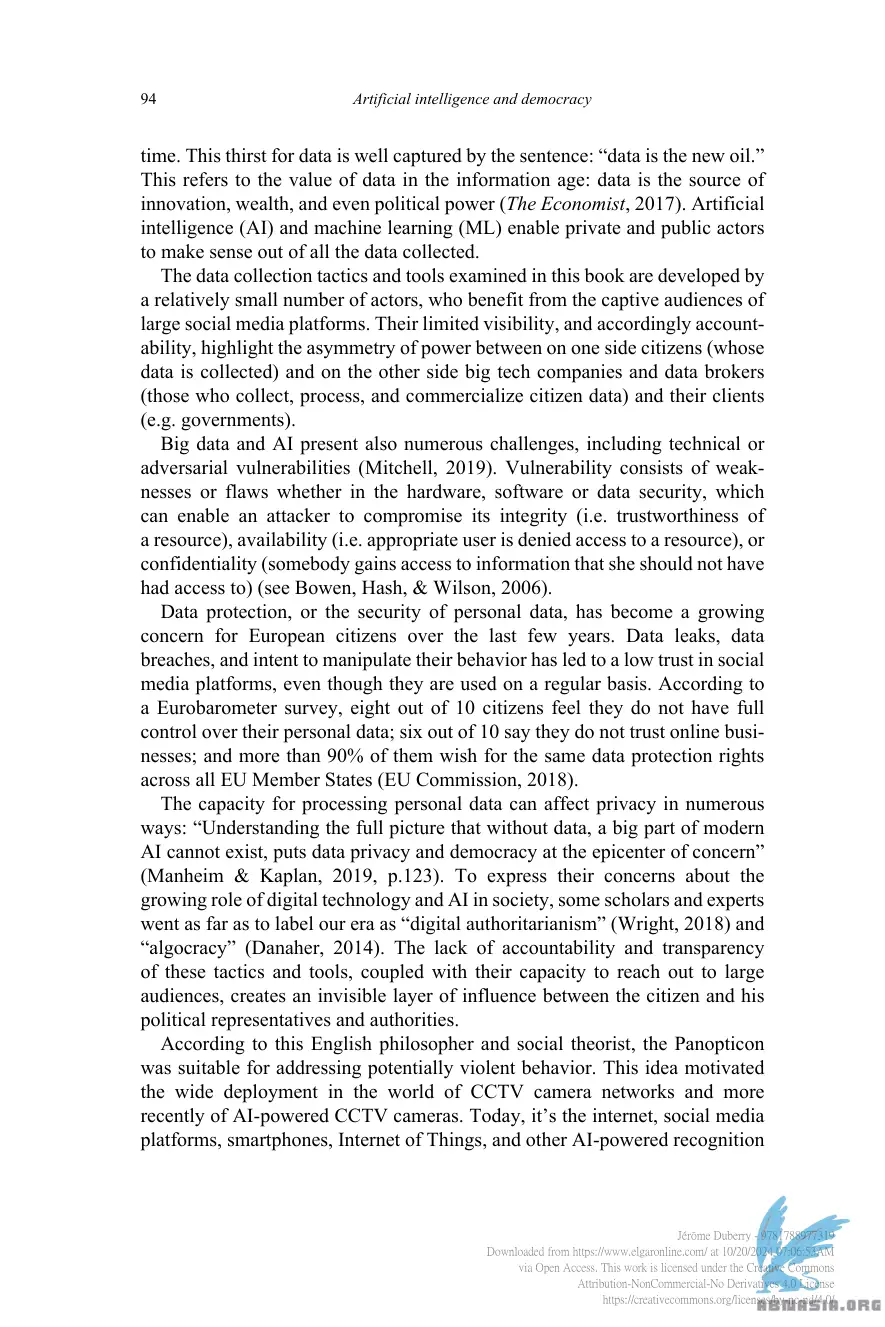 94
Artificial intelligence and democracy
time. This thirst for data is well captured by the sentence: “data is the new oil.”
This refers to the value of data in the information age: data is the source of
innovation, wealth, and even political power (The Economist, 2017). Artificial
intelligence (AI) and machine learning (ML) enable private and public actors
to make sense out of all the data collected.
The data collection tactics and tools examined in this book are developed by
a relatively small number of actors, who benefit from the captive audiences of
large social media platforms. Their limited visibility, and accordingly account-
ability, highlight the asymmetry of power between on one side citizens (whose
data is collected) and on the other side big tech companies and data brokers
(those who collect, process, and commercialize citizen data) and their clients
(e.g. governments).
Big data and AI present also numerous challenges, including technical or
adversarial vulnerabilities (Mitchell, 2019). Vulnerability consists of weak-
nesses or flaws whether in the hardware, software or data security, which
can enable an attacker to compromise its integrity (i.e. trustworthiness of
a resource), availability (i.e. appropriate user is denied access to a resource), or
confidentiality (somebody gains access to information that she should not have
had access to) (see Bowen, Hash, & Wilson, 2006).
Data protection, or the security of personal data, has become a growing
concern for European citizens over the last few years. Data leaks, data
breaches, and intent to manipulate their behavior has led to a low trust in social
media platforms, even though they are used on a regular basis. According to
a Eurobarometer survey, eight out of 10 citizens feel they do not have full
control over their personal data; six out of 10 say they do not trust online busi-
nesses; and more than 90% of them wish for the same data protection rights
across all EU Member States (EU Commission, 2018).
The capacity for processing personal data can affect privacy in numerous
ways: “Understanding the full picture that without data, a big part of modern
AI cannot exist, puts data privacy and democracy at the epicenter of concern”
(Manheim & Kaplan, 2019, p.123). To express their concerns about the
growing role of digital technology and AI in society, some scholars and experts
went as far as to label our era as “digital authoritarianism” (Wright, 2018) and
“algocracy” (Danaher, 2014). The lack of accountability and transparency
of these tactics and tools, coupled with their capacity to reach out to large
audiences, creates an invisible layer of influence between the citizen and his
political representatives and authorities.
According to this English philosopher and social theorist, the Panopticon
was suitable for addressing potentially violent behavior. This idea motivated
the wide deployment in the world of CCTV camera networks and more
recently of AI-powered CCTV cameras. Today, it’s the internet, social media
platforms, smartphones, Internet of Things, and other AI-powered recognition
Jérôme Duberry - 9781788977319
Downloaded from https://www.elgaronline.com/ at 10/20/2024 07:06:53AM
via Open Access. This work is licensed under the Creative Commons
Attribution-NonCommercial-No Derivatives 4.0 License
https://creativecommons.org/licenses/by-nc-nd/4.0/
ABTMASIA.ORG